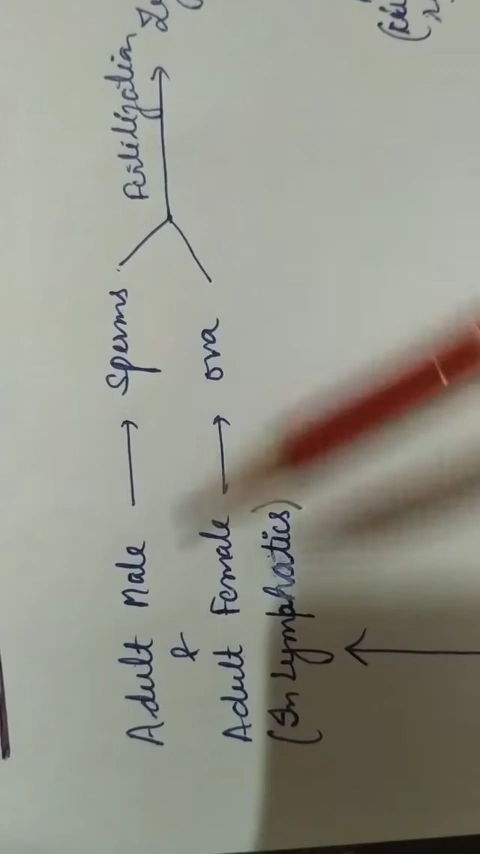 Adult Male → Sperms
&
Adult Female → ova
(In Lymphatics)
Fertilization